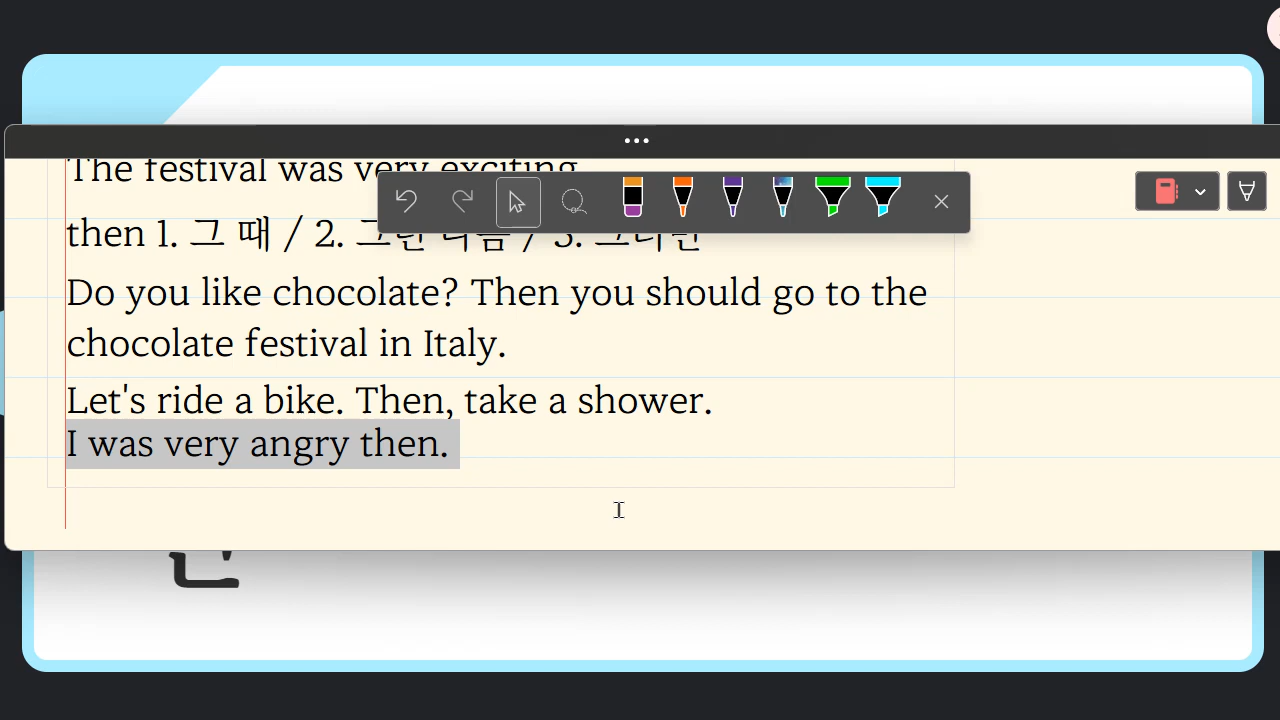 The festival was very exciting
then 1. 그 때 / 2. 그런 다음 / 3. 그러면
Do you like chocolate? Then you should go to the
chocolate festival in Italy.
Let's ride a bike. Then, take a shower.
I was very angry then.